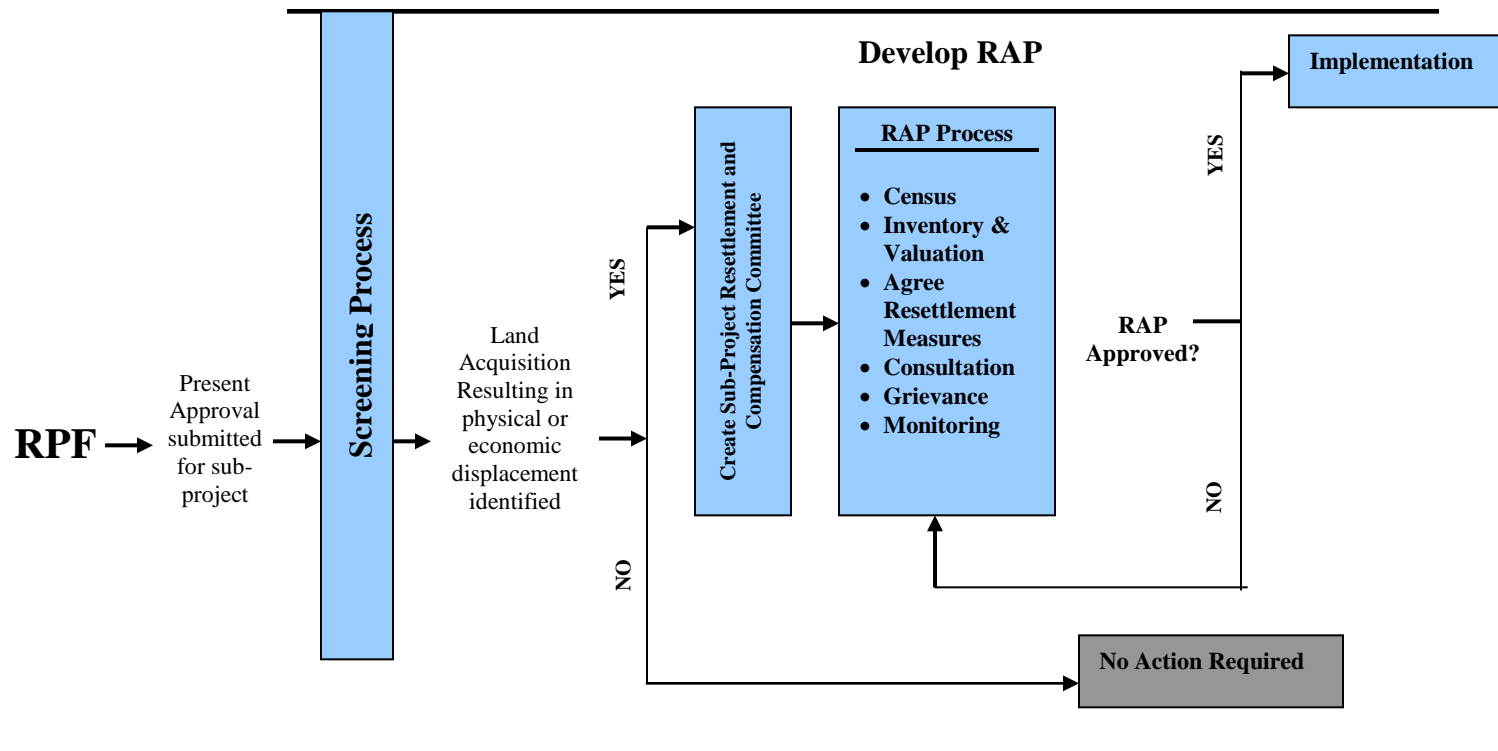 Develop RAP
RPF
Present
Approval
submitted
for sub-
project
Screening Process
Land
Acquisition
Resulting in
physical or
economic
displacement
identified
YES
NO
Create Sub-Project Resettlement and
Compensation Committee
RAP Process
• Census
• Inventory &
Valuation
• Agree
Resettlement
Measures
• Consultation
• Grievance
• Monitoring
RAP
Approved?
YES
NO
Implementation
No Action Required